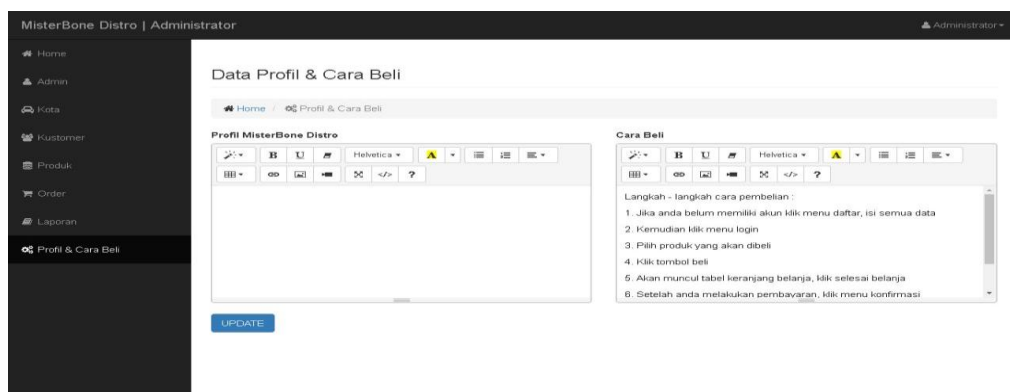 MisterBone Distro | Administrator
Administrator
Home
Admin
Kota
Kustomer
Produk
Order
Laporan
Profil & Cara Beli
Data Profil & Cara Beli
Home / Profil & Cara Beli
Profil MisterBone Distro
B U Helvetica A
</> ?
UPDATE
Cara Beli
B U Helvetica A
</> ?
Langkah - langkah cara pembelian :
1. Jika anda belum memiliki akun klik menu daftar, isi semua data
2. Kemudian klik menu login
3. Pilih produk yang akan dibeli
4. Klik tombol beli
5. Akan muncul tabel keranjang belanja, klik selesai belanja
6. Setelah anda melakukan pembayaran, klik menu konfirmasi